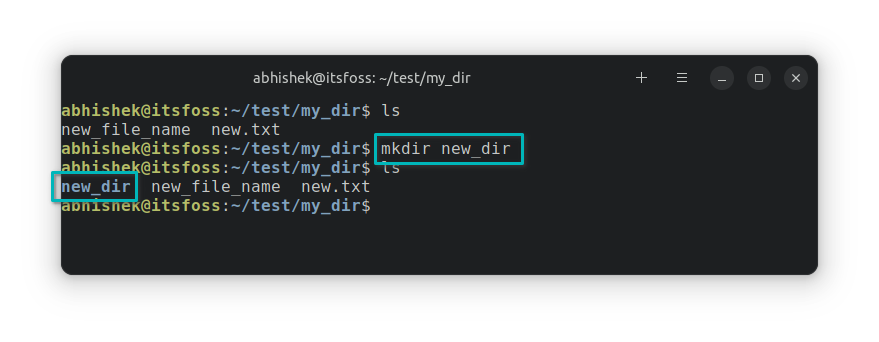 abhishek@itsfoss: ~/test/my_dir
abhishek@itsfoss:~/test/my_dir$ ls
new_file_name  new.txt
abhishek@itsfoss:~/test/my_dir$ mkdir new_dir
abhishek@itsfoss:~/test/my_dir$ ls
new_dir  new_file_name  new.txt
abhishek@itsfoss:~/test/my_dir$